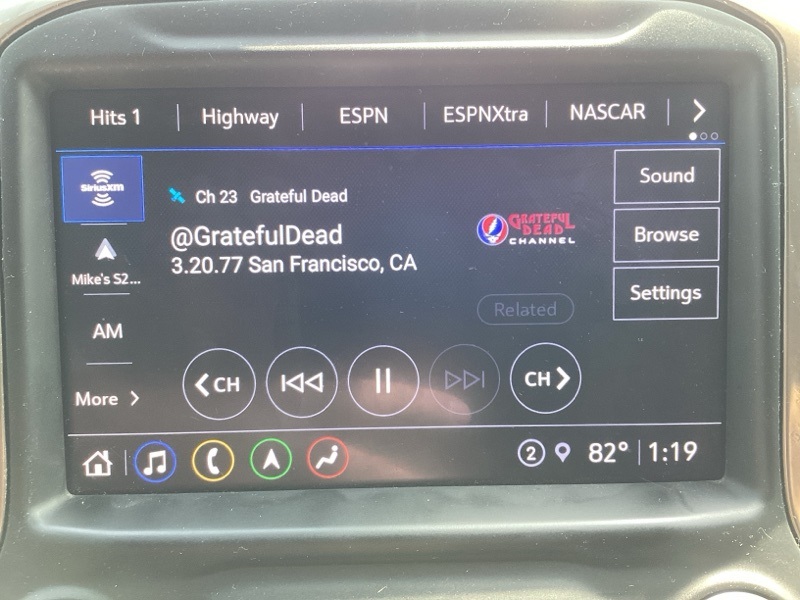 Hits 1
Highway
ESPN
ESPNXtra
NASCAR
SiriusXM
Ch 23 Grateful Dead
@GratefulDead
3.20.77 San Francisco, CA
GRATEFUL
DEAD
CHANNEL
Related
Sound
Browse
Settings
Mike's S2...
AM
More
CH
CH
2
82°
1:19